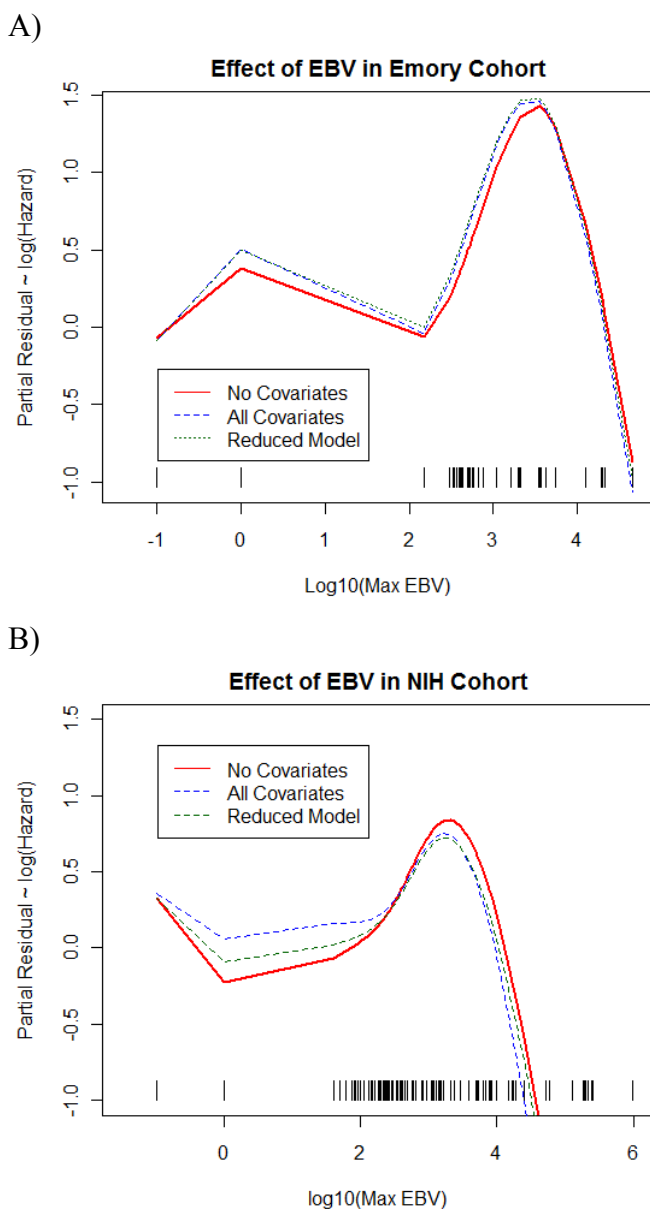 A)
Effect of EBV in Emory Cohort
Partial Residual ~ log(Hazard)
1.5
1.0
0.5
0.0
-0.5
-1.0
No Covariates
All Covariates
Reduced Model
-1 0 1 2 3 4
Log10(Max EBV)
B)
Effect of EBV in NIH Cohort
Partial Residual ~ log(Hazard)
1.5
1.0
0.5
0.0
-0.5
-1.0
No Covariates
All Covariates
Reduced Model
0 2 4 6
log10(Max EBV)